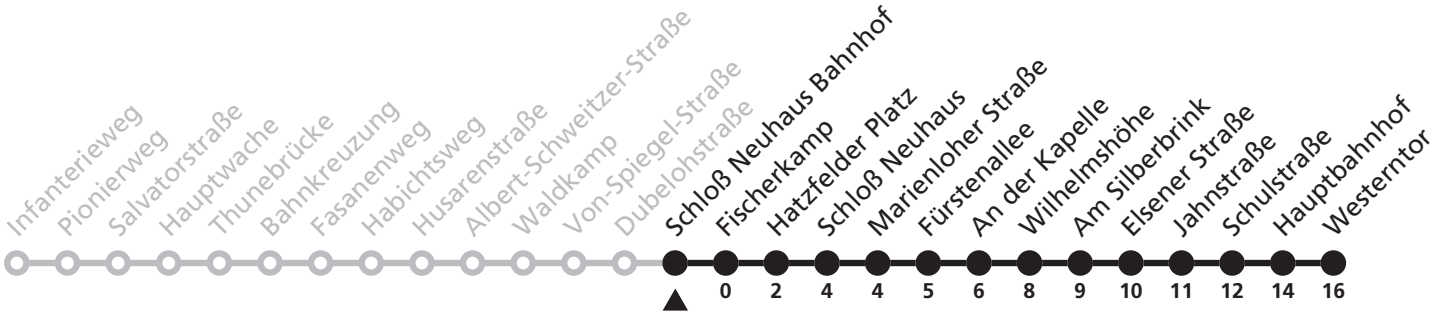 Infanterieweg
Pionierweg
Salvatorstraße
Hauptwache
Thunebrücke
Bahnkreuzung
Fasanenweg
Habichtsweg
Husarenstraße
Albert-Schweitzer-Straße
Waldkamp
Von-Spiegel-Straße
Dubelohstraße
Schloß Neuhaus Bahnhof
Fischerkamp
Hatzfelder Platz
Schloß Neuhaus
Marienloher Straße
Fürstenallee
An der Kapelle
Wilhelmshöhe
Am Silberbrink
Elsener Straße
Jahnstraße
Schulstraße
Hauptbahnhof
Westerntor
0 2 4 4 5 6 8 9 10 11 12 14 16